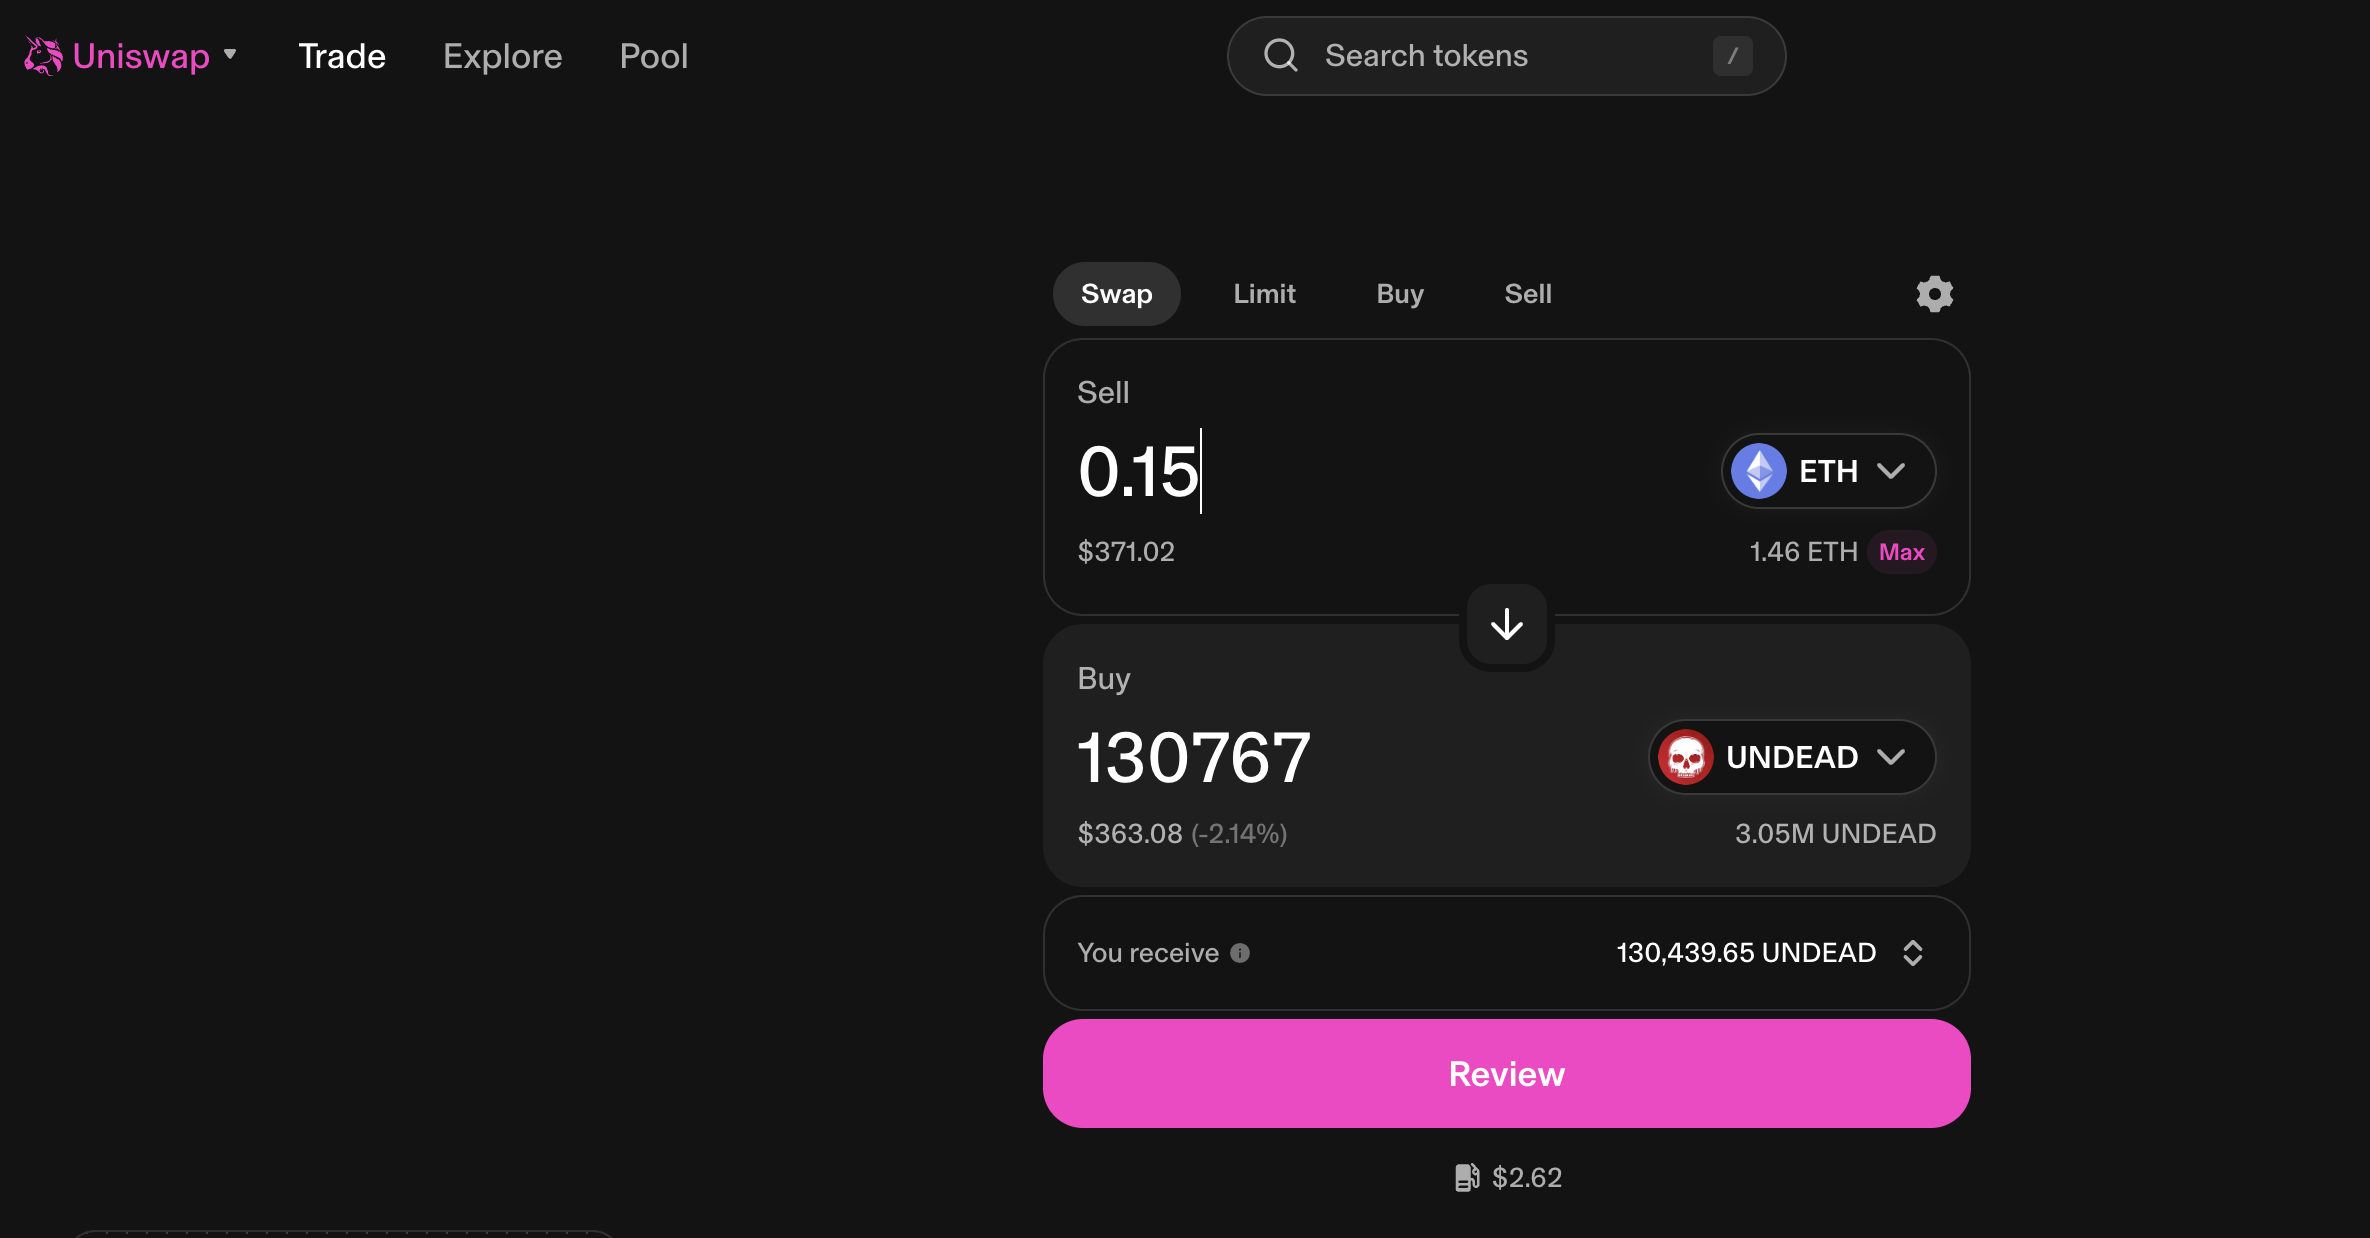 Uniswap Trade Explore Pool Search tokens /
Swap Limit Buy Sell
Sell
0.15 ETH
$371.02 1.46 ETH Max
Buy
130767 UNDEAD
$363.08 (-2.14%) 3.05M UNDEAD
You receive 130,439.65 UNDEAD
Review
$2.62